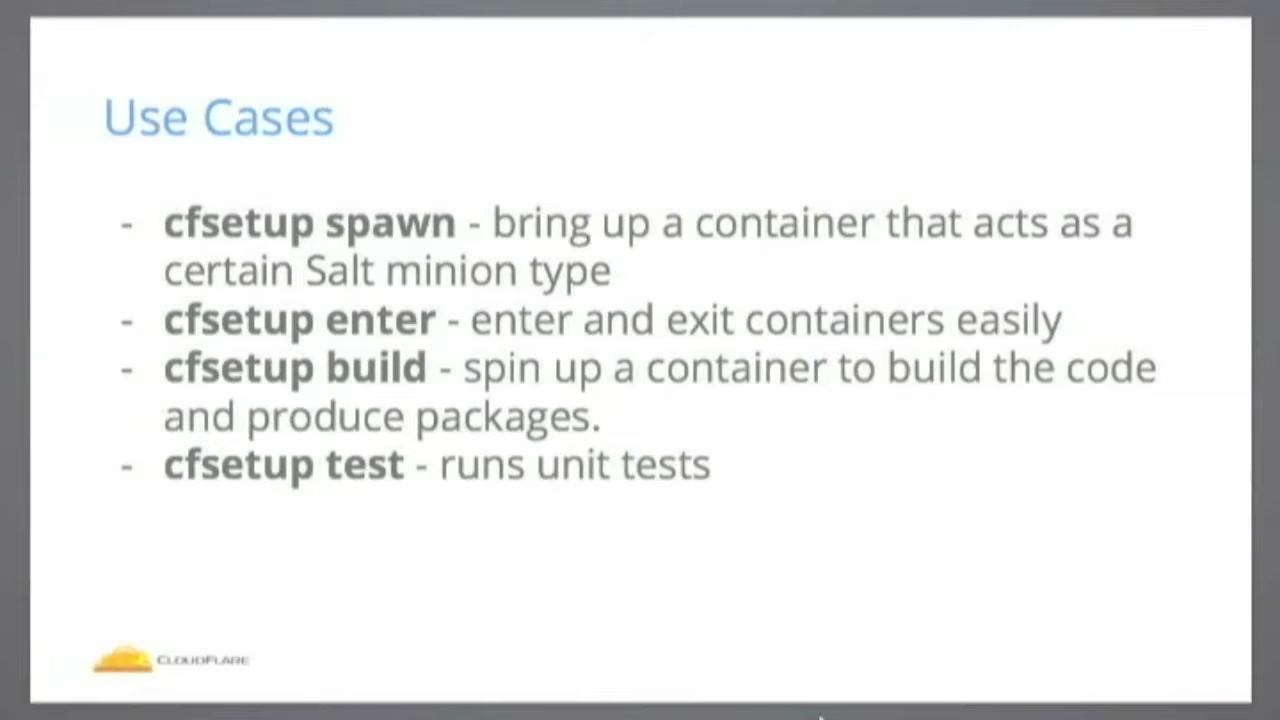 Use Cases
- cfsetup spawn - bring up a container that acts as a
certain Salt minion type
- cfsetup enter - enter and exit containers easily
- cfsetup build - spin up a container to build the code
and produce packages.
- cfsetup test - runs unit tests
CLOUDFLARE